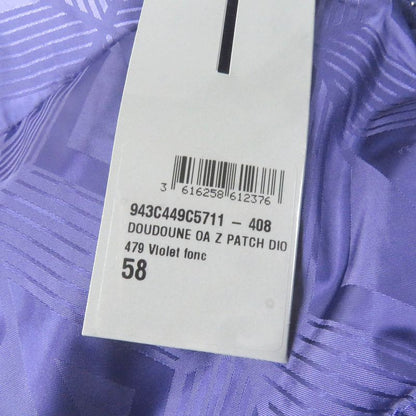 3 616258 612376
943C449C5711 - 408
DOUDOUNE OA Z PATCH DIO
479 Violet fonc
58